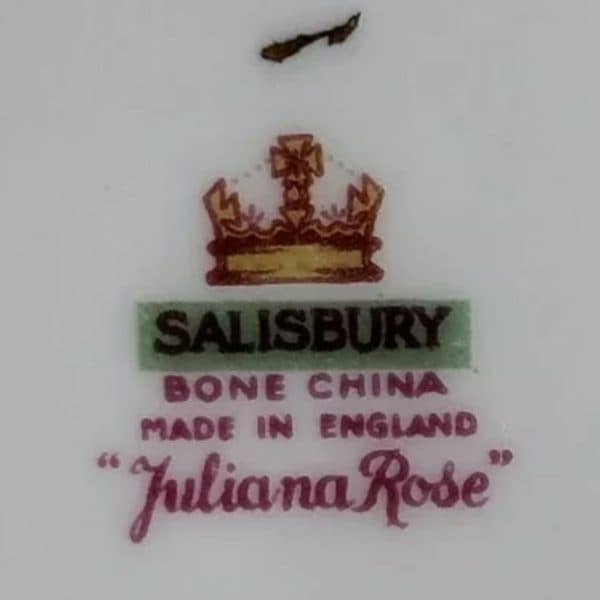 SALISBURY
BONE CHINA
MADE IN ENGLAND
"Juliana Rose"